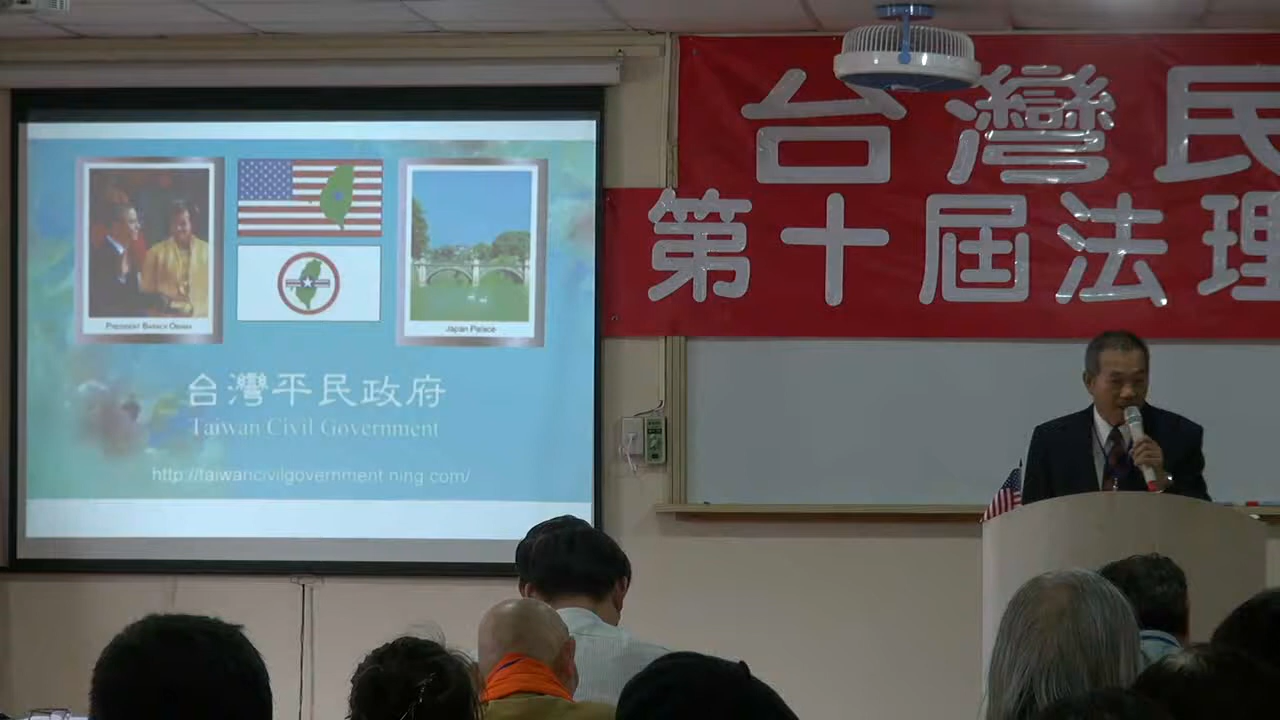 PRESIDENT BARACK OBAMA
Japan Palace
台灣平民政府
Taiwan Civil Government
http://taiwancivilgovernment.ning.com/
台灣民
第十屆法理